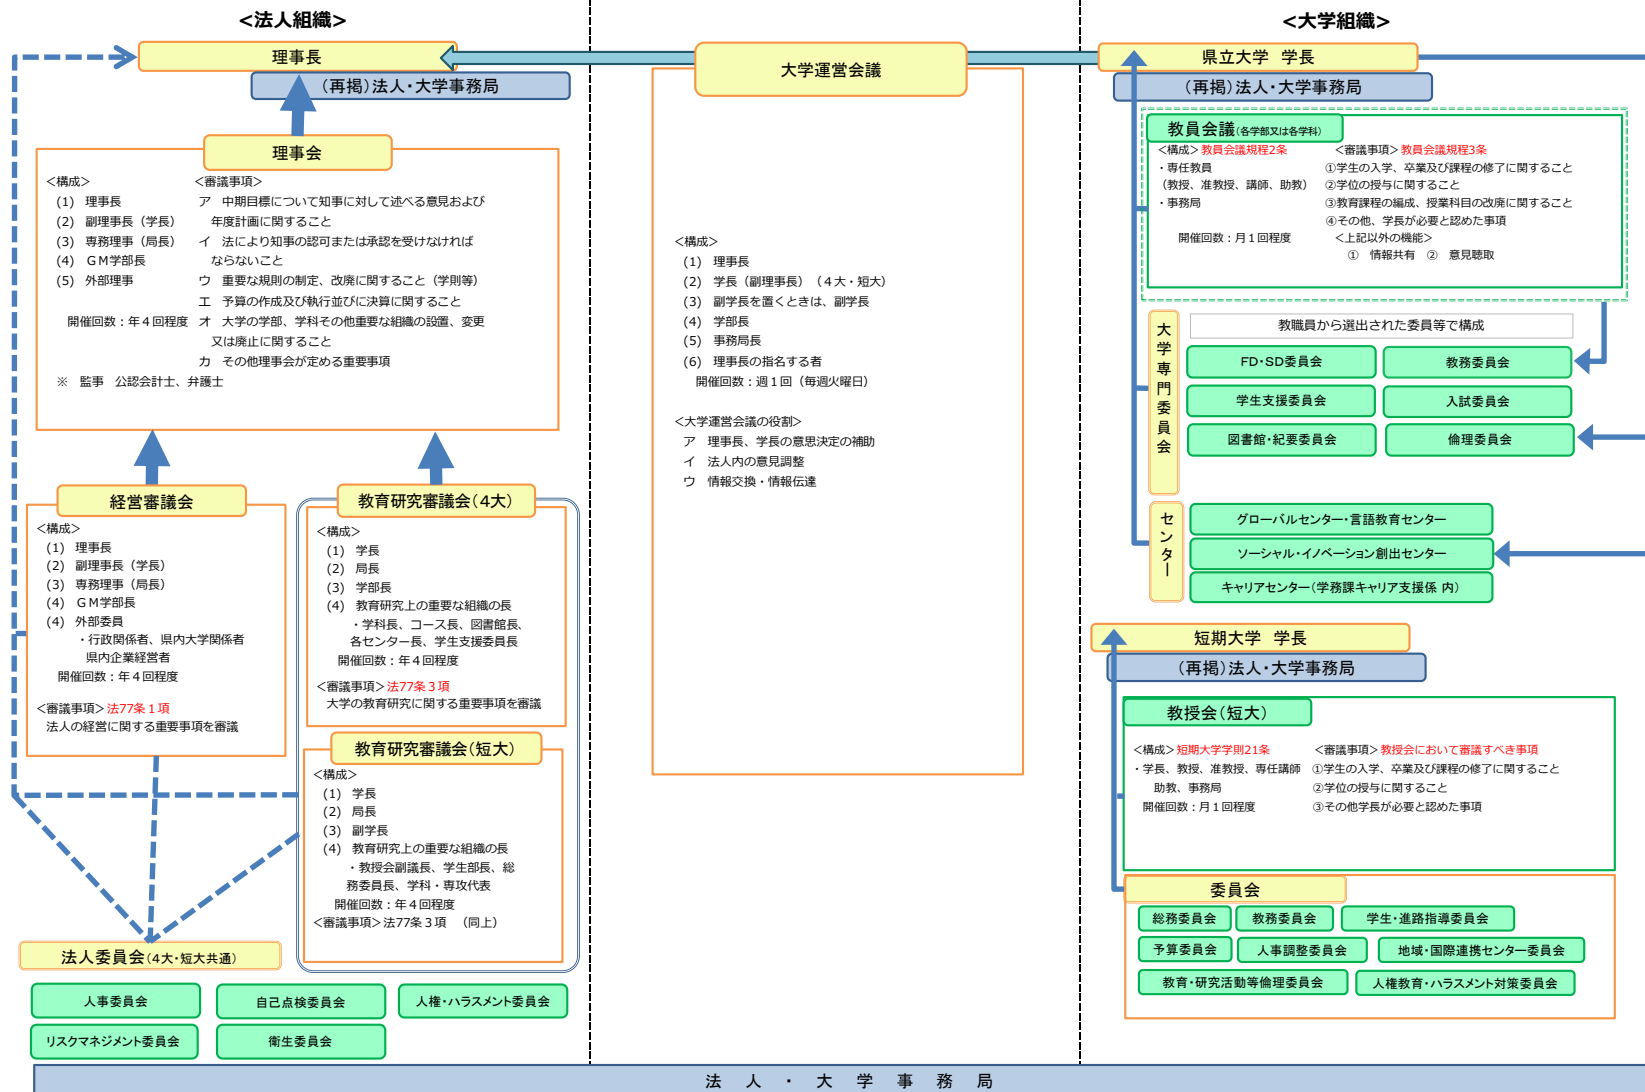 <法人組織>
理事長
(再掲)法人・大学事務局
理事会
<構成>
(1) 理事長
(2) 副理事長（学長）
(3) 専務理事（局長）
(4) ＧＭ学部長
(5) 外部理事
開催回数：年４回程度
<審議事項>
ア 中期目標について知事に対して述べる意見および
年度計画に関すること
イ 法により知事の認可または承認を受けなければ
ならないこと
ウ 重要な規則の制定、改廃に関すること（学則等）
エ 予算の作成及び執行並びに決算に関すること
オ 大学の学部、学科その他重要な組織の設置、変更
又は廃止に関すること
カ その他理事会が定める重要事項
※ 監事 公認会計士、弁護士
経営審議会
<構成>
(1) 理事長
(2) 副理事長（学長）
(3) 専務理事（局長）
(4) ＧＭ学部長
(4) 外部委員
・行政関係者、県内大学関係者
県内企業経営者
開催回数：年４回程度
<審議事項>法77条１項
法人の経営に関する重要事項を審議
教育研究審議会(４大)
<構成>
(1) 学長
(2) 局長
(3) 学部長
(4) 教育研究上の重要な組織の長
・学科長、コース長、図書館長、
各センター長、学生支援委員長
開催回数：年４回程度
<審議事項>法77条３項
大学の教育研究に関する重要事項を審議
教育研究審議会(短大)
<構成>
(1) 学長
(2) 局長
(3) 副学長
(4) 教育研究上の重要な組織の長
・教授会副議長、学生部長、総
務委員長、学科・専攻代表
開催回数：年４回程度
<審議事項>法77条３項 （同上）
法人委員会(４大・短大共通)
人事委員会
自己点検委員会
人権・ハラスメント委員会
リスクマネジメント委員会
衛生委員会
大学運営会議
<構成>
(1) 理事長
(2) 学長（副理事長）（４大・短大）
(3) 副学長を置くときは、副学長
(4) 学部長
(5) 事務局長
(6) 理事長の指名する者
開催回数：週１回（毎週火曜日）
<大学運営会議の役割>
ア 理事長、学長の意思決定の補助
イ 法人内の意見調整
ウ 情報交換・情報伝達
<大学組織>
県立大学 学長
(再掲)法人・大学事務局
教員会議(各学部又は各学科)
<構成>教員会議規程2条
・専任教員
（教授、准教授、講師、助教）
・事務局
開催回数：月１回程度
<審議事項>教員会議規程3条
①学生の入学、卒業及び課程の修了に関すること
②学位の授与に関すること
③教育課程の編成、授業科目の改廃に関すること
④その他、学長が必要と認めた事項
<上記以外の機能>
① 情報共有 ② 意見聴取
大学専門委員会
教職員から選出された委員等で構成
FD・SD委員会
教務委員会
学生支援委員会
入試委員会
図書館・紀要委員会
倫理委員会
センター
グローバルセンター・言語教育センター
ソーシャル・イノベーション創出センター
キャリアセンター(学務課キャリア支援係 内)
短期大学 学長
(再掲)法人・大学事務局
教授会(短大)
<構成>短期大学学則21条
・学長、教授、准教授、専任講師
助教、事務局
開催回数：月１回程度
<審議事項>教授会において審議すべき事項
①学生の入学、卒業及び課程の修了に関すること
②学位の授与に関すること
③その他学長が必要と認めた事項
委員会
総務委員会
教務委員会
学生・進路指導委員会
予算委員会
人事調整委員会
地域・国際連携センター委員会
教育・研究活動等倫理委員会
人権教育・ハラスメント対策委員会
法人・大学事務局